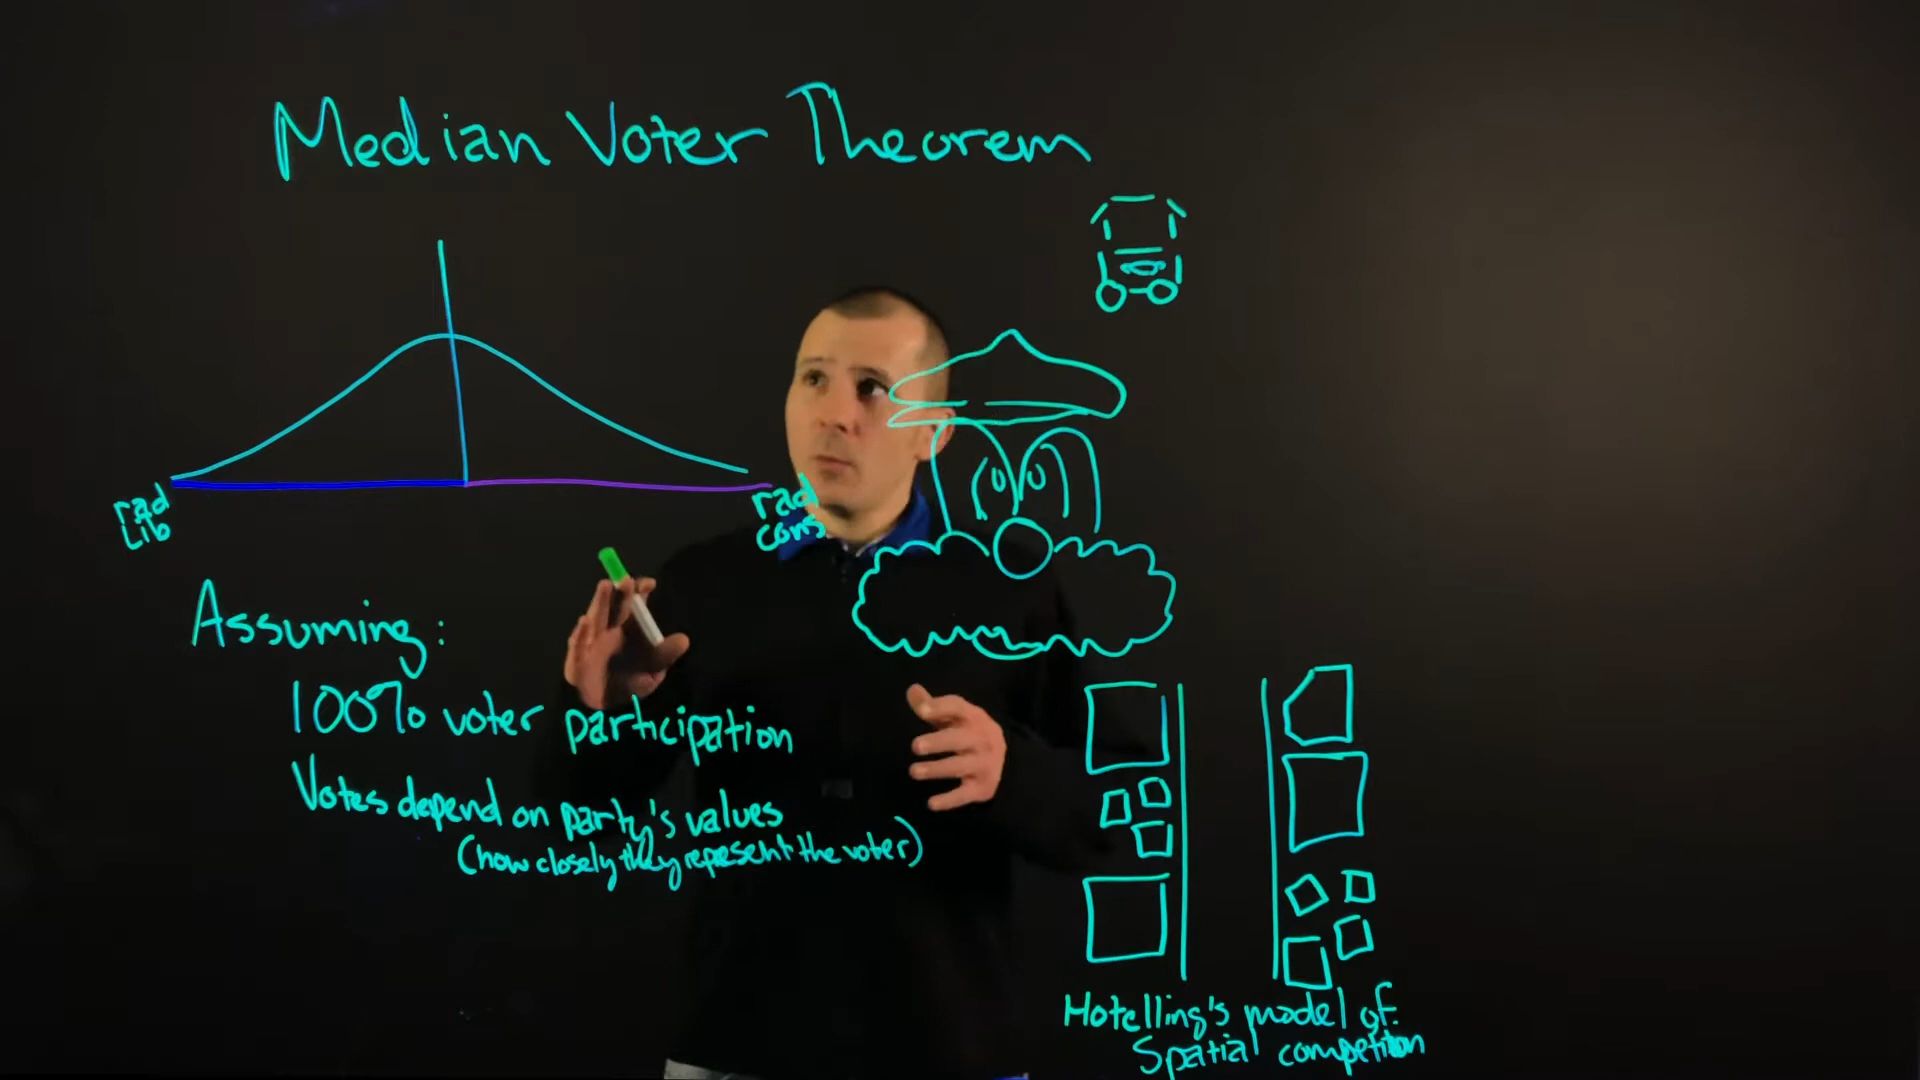 Median Voter Theorem
rad
Lib
rad
cons.
Assuming:
100% voter participation
Votes depend on party's values
(how closely they represent the voter)
Hotelling's model of
Spatial competition